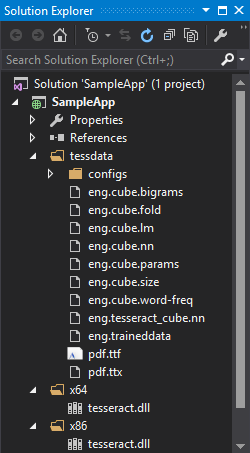 Solution Explorer
Search Solution Explorer (Ctrl+;)
Solution 'SampleApp' (1 project)
SampleApp
Properties
References
tessdata
configs
eng.cube.bigrams
eng.cube.fold
eng.cube.lm
eng.cube.nn
eng.cube.params
eng.cube.size
eng.cube.word-freq
eng.tesseract_cube.nn
eng.traineddata
pdf.ttf
pdf.ttx
x64
tesseract.dll
x86
tesseract.dll